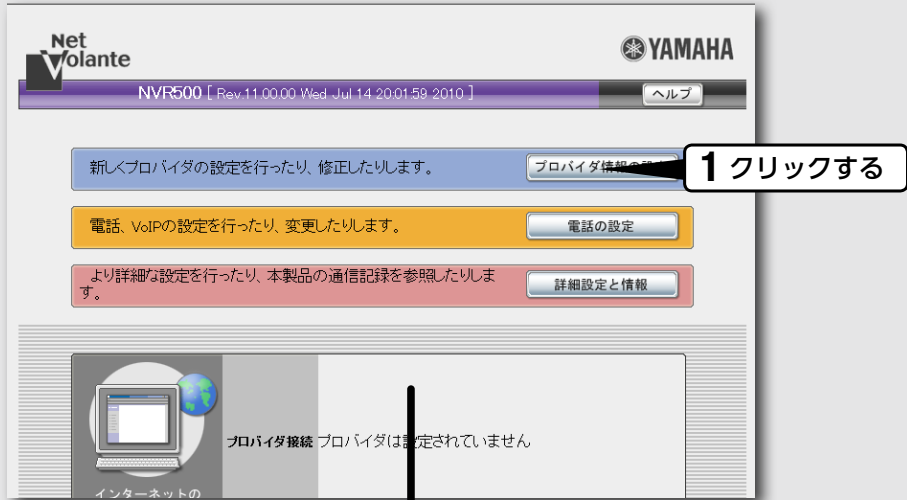 Net
Volante
YAMAHA
NVR500 [ Rev.11.00.00 Wed Jul 14 20:01:59 2010 ]
ヘルプ
新しくプロバイダの設定を行ったり、修正したりします。
プロバイダ情報の
1 クリックする
電話、VoIPの設定を行ったり、変更したりします。
電話の設定
より詳細な設定を行ったり、本製品の通信記録を参照したりしま
す。
詳細設定と情報
プロバイダ接続 プロバイダは設定されていません
インターネットの